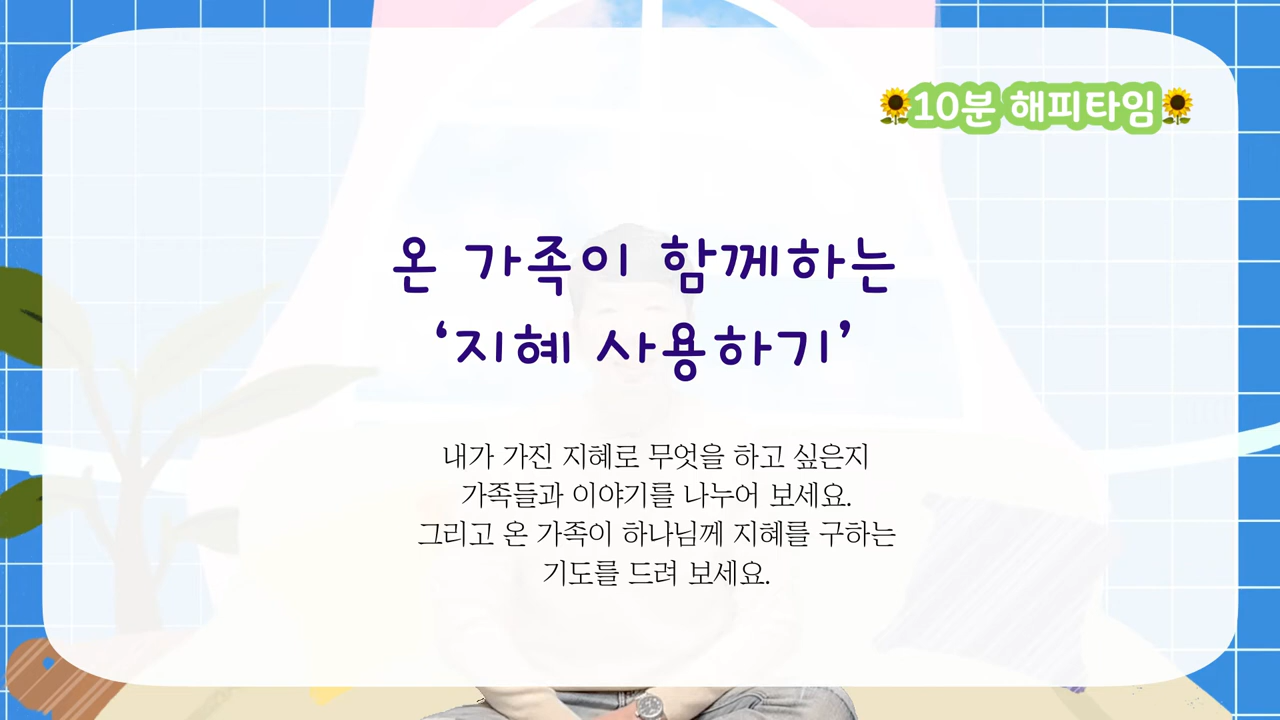 🌻10분 해피타임🌻
온 가족이 함께하는
‘지혜 사용하기’
내가 가진 지혜로 무엇을 하고 싶은지
가족들과 이야기를 나누어 보세요.
그리고 온 가족이 하나님께 지혜를 구하는
기도를 드려 보세요.